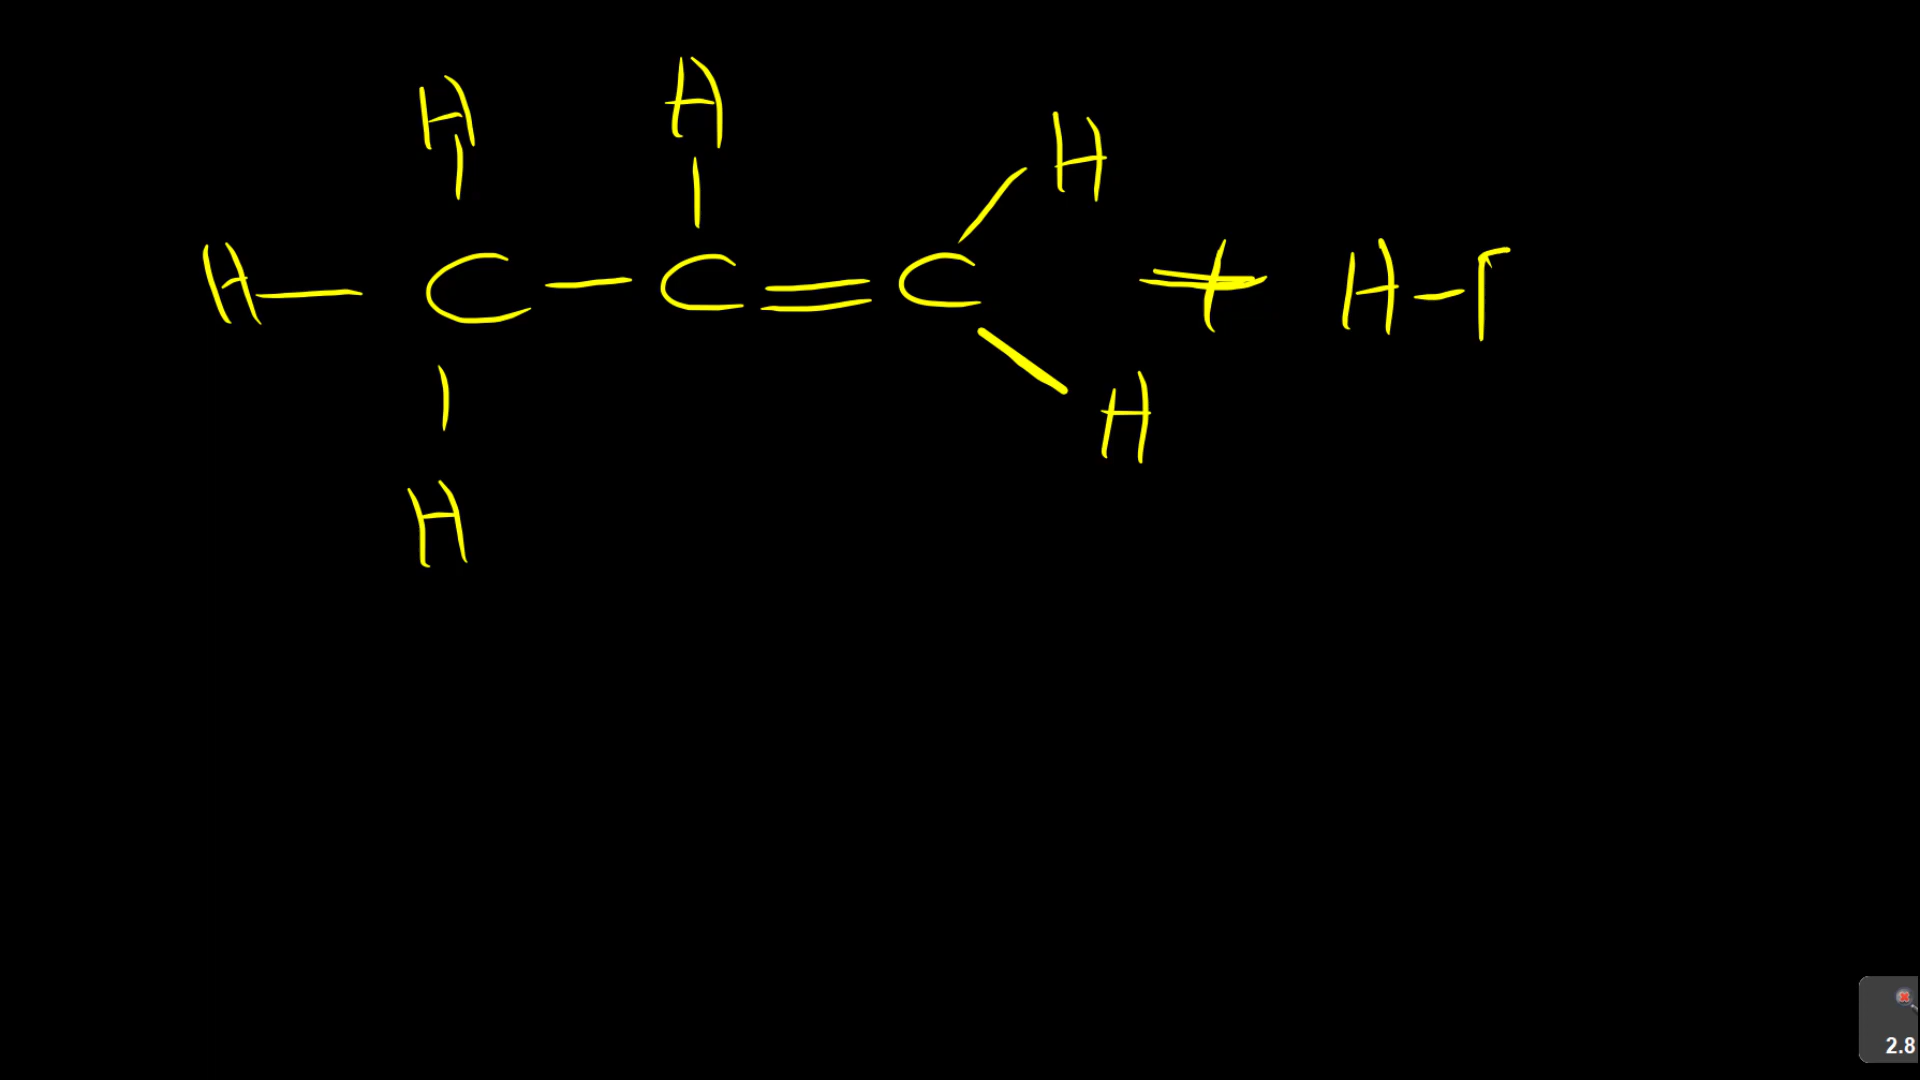 H H H
H – C – C = C + H – Γ
H
H
2.8